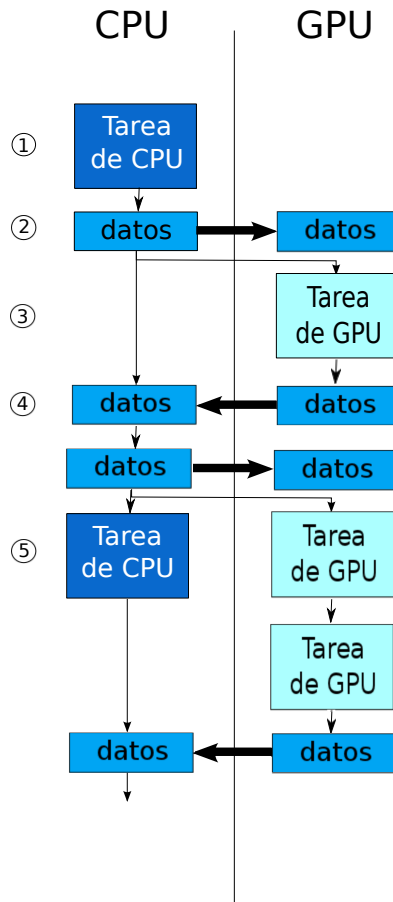 CPU GPU
① Tarea
de CPU
② datos datos
Tarea
③ de GPU
④ datos datos
datos datos
⑤ Tarea Tarea
de CPU de GPU
Tarea
de GPU
datos datos